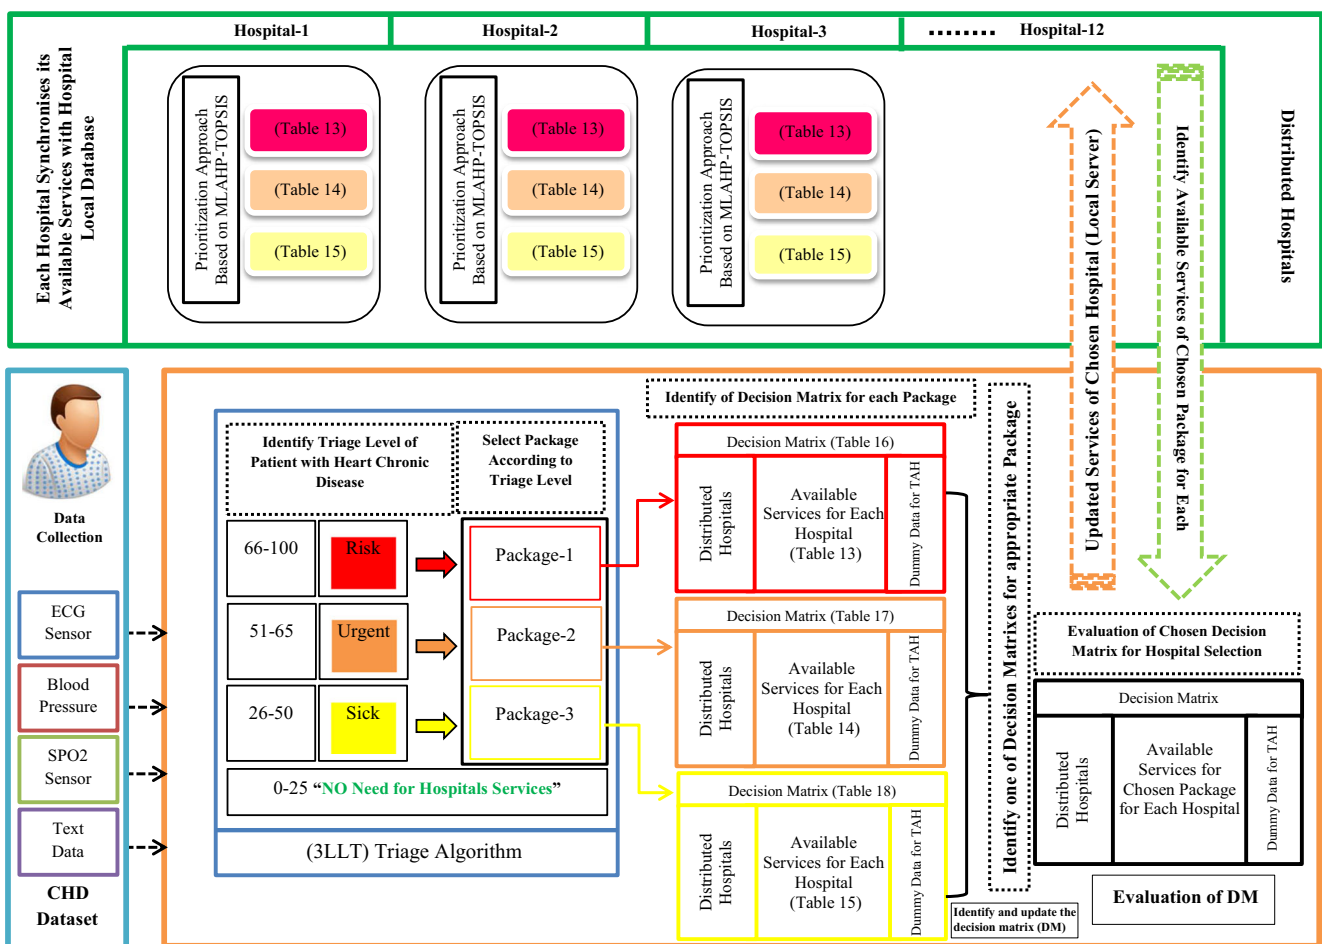 Each Hospital Synchronises its
Available Services with Hospital
Local Database
Hospital-1
Hospital-2
Hospital-3
........
Hospital-12
Prioritization Approach
Based on MLAHP-TOPSIS
(Table 13)
(Table 14)
(Table 15)
Prioritization Approach
Based on MLAHP-TOPSIS
(Table 13)
(Table 14)
(Table 15)
Prioritization Approach
Based on MLAHP-TOPSIS
(Table 13)
(Table 14)
(Table 15)
Updated Services of Chosen Hospital (Local Server)
Identify Available Services of Chosen Package for Each
Distributed Hospitals
Data
Collection
ECG
Sensor
Blood
Pressure
SPO2
Sensor
Text
Data
CHD
Dataset
Identify Triage Level of
Patient with Heart Chronic
Disease
Select Package
According to
Triage Level
66-100
Risk
Package-1
51-65
Urgent
Package-2
26-50
Sick
Package-3
0-25 “NO Need for Hospitals Services”
(3LLT) Triage Algorithm
Identify of Decision Matrix for each Package
Decision Matrix (Table 16)
Distributed
Hospitals
Available
Services for Each
Hospital
(Table 13)
Dummy Data for TAH
Decision Matrix (Table 17)
Distributed
Hospitals
Available
Services for Each
Hospital
(Table 14)
Dummy Data for TAH
Decision Matrix (Table 18)
Distributed
Hospitals
Available
Services for Each
Hospital
(Table 15)
Dummy Data for TAH
Identify one of Decision Matrixes for appropriate Package
Identify and update the
decision matrix (DM)
Evaluation of Chosen Decision
Matrix for Hospital Selection
Decision Matrix
Distributed
Hospitals
Available
Services for
Chosen Package
for Each Hospital
Dummy Data for TAH
Evaluation of DM